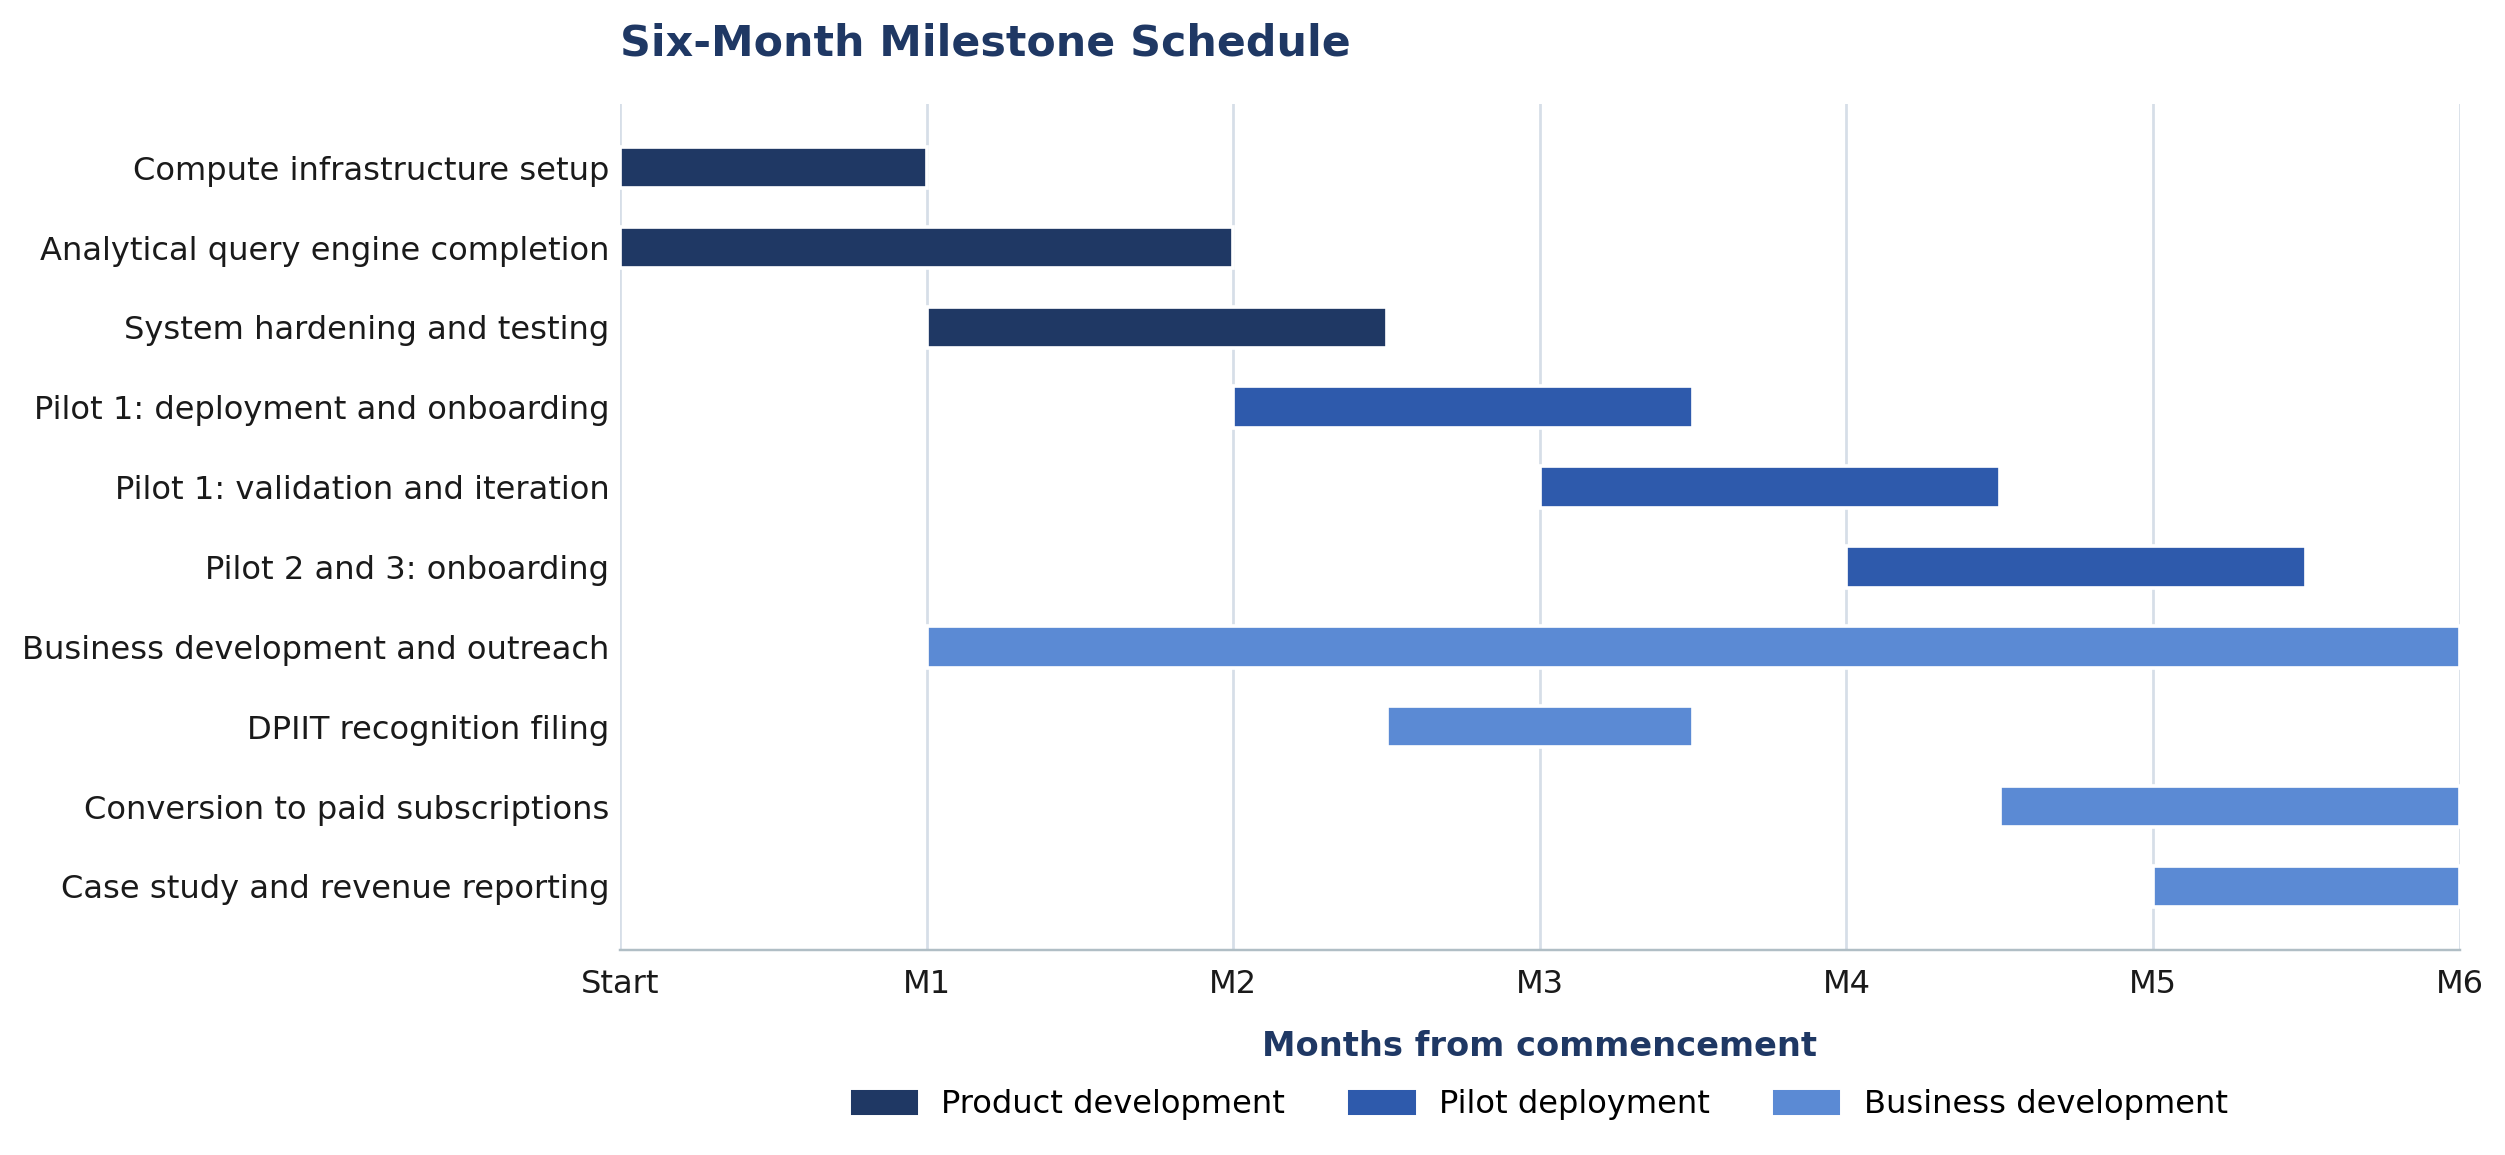 Six-Month Milestone Schedule
Compute infrastructure setup
Analytical query engine completion
System hardening and testing
Pilot 1: deployment and onboarding
Pilot 1: validation and iteration
Pilot 2 and 3: onboarding
Business development and outreach
DPIIT recognition filing
Conversion to paid subscriptions
Case study and revenue reporting
Start M1 M2 M3 M4 M5 M6
Months from commencement
Product development Pilot deployment Business development